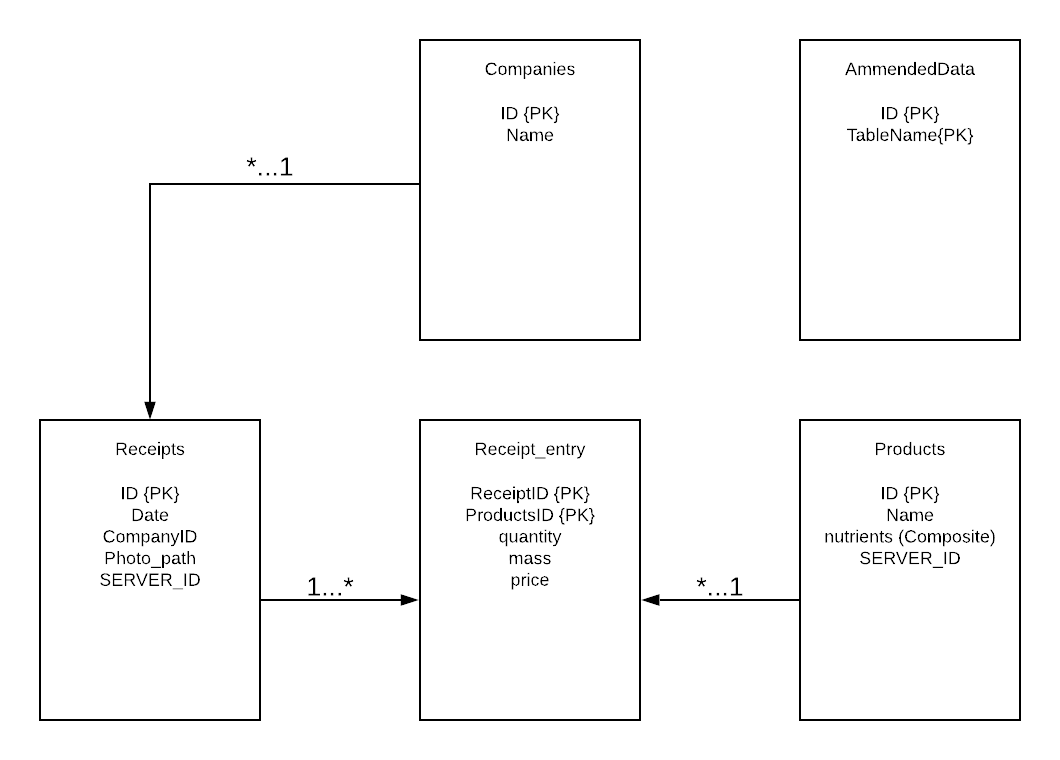 Companies
ID {PK}
Name
AmmendedData
ID {PK}
TableName{PK}
*...1
Receipts
ID {PK}
Date
CompanyID
Photo_path
SERVER_ID
1...*
Receipt_entry
ReceiptID {PK}
ProductsID {PK}
quantity
mass
price
*...1
Products
ID {PK}
Name
nutrients (Composite)
SERVER_ID